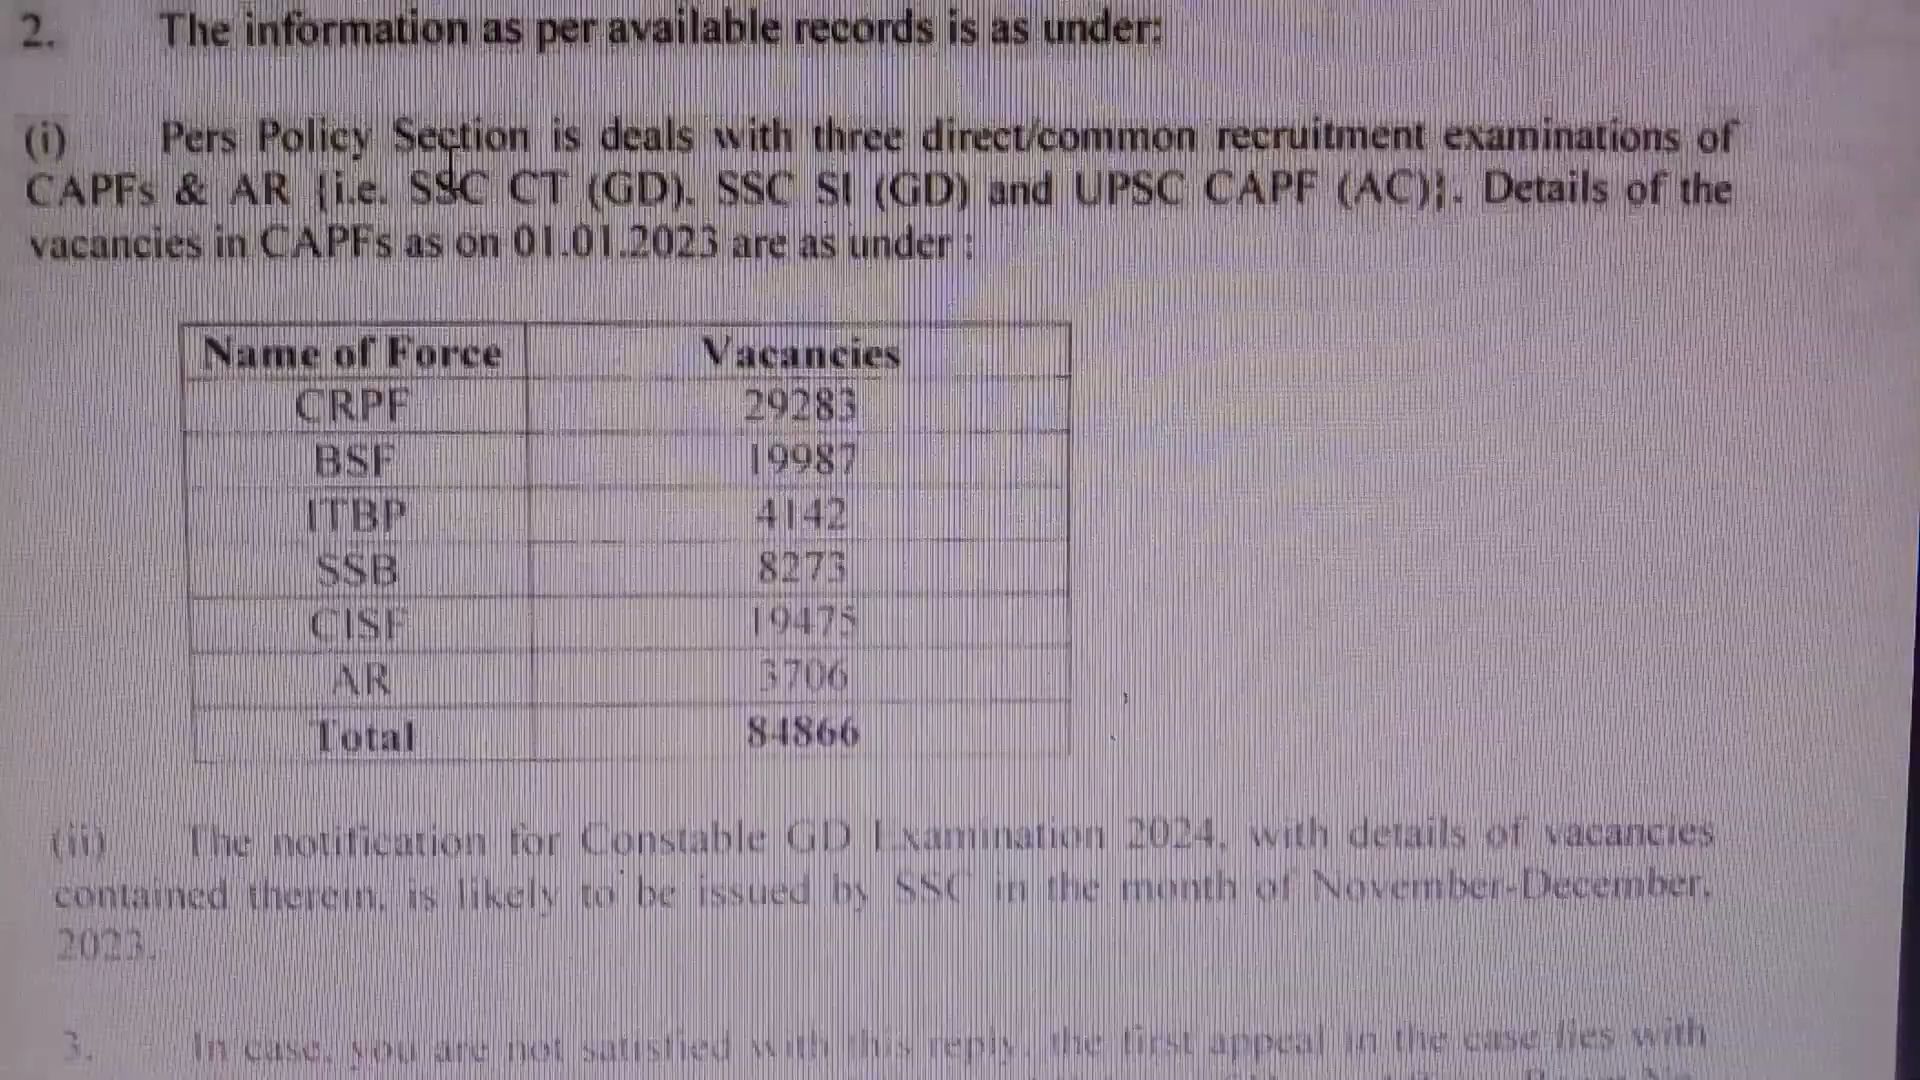 2. The information as per available records is as under:
(i) Pers Policy Section is deals with three direct/common recruitment examinations of
CAPFs & AR {i.e. SSC CT (GD), SSC SI (GD) and UPSC CAPF (AC)}. Details of the
vacancies in CAPFs as on 01.01.2023 are as under :
Name of Force Vacancies
CRPF 29283
BSF 19987
ITBP 4142
SSB 8273
CISF 19475
AR 3706
Total 84866
(ii) The notification for Constable GD Examination 2024, with details of vacancies
contained therein, is likely to be issued by SSC in the month of November-December,
2023.
3. In case, you are not satisfied with this reply, the first appeal in the case lies with